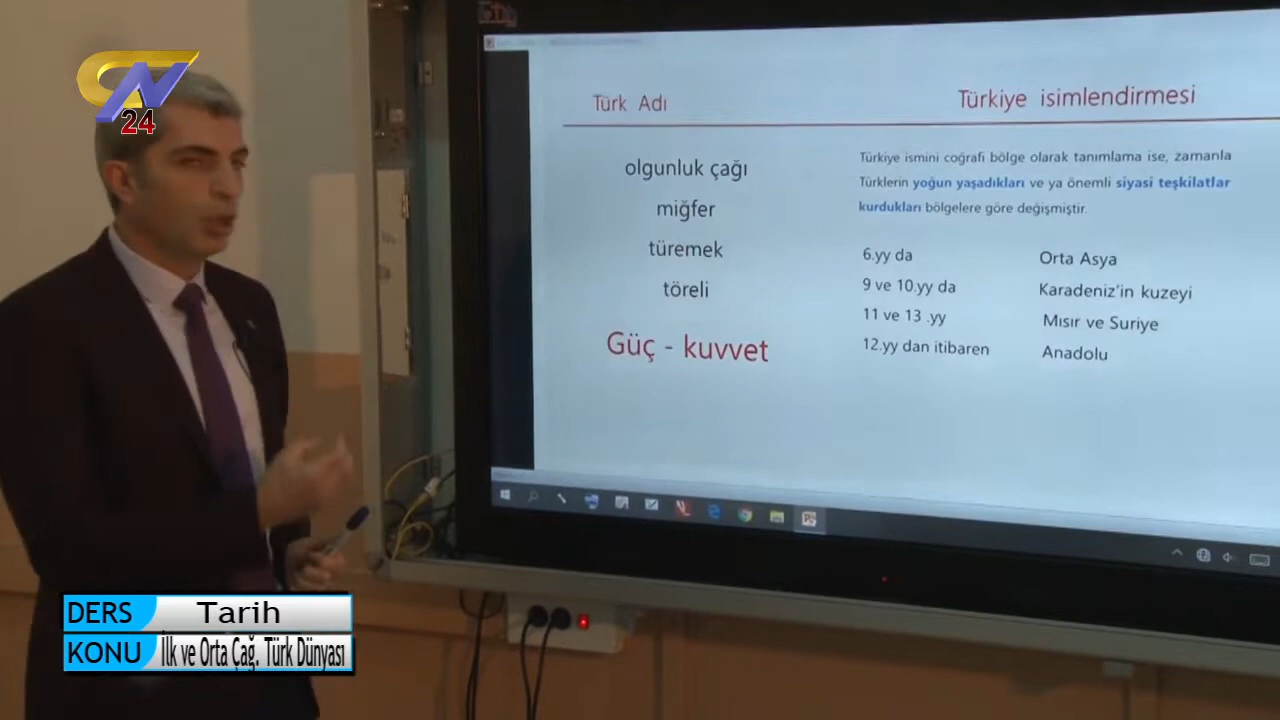 24
Türk Adı
Türkiye isimlendirmesi
olgunluk çağı
miğfer
türemek
töreli
Güç - kuvvet
Türkiye ismini coğrafi bölge olarak tanımlama ise, zamanla
Türklerin yoğun yaşadıkları ve ya önemli siyasi teşkilatlar
kurdukları bölgelere göre değişmiştir.
6.yy da Orta Asya
9 ve 10.yy da Karadeniz'in kuzeyi
11 ve 13 .yy Mısır ve Suriye
12.yy dan itibaren Anadolu
DERS Tarih
KONU İlk ve Orta Çağ. Türk Dünyası